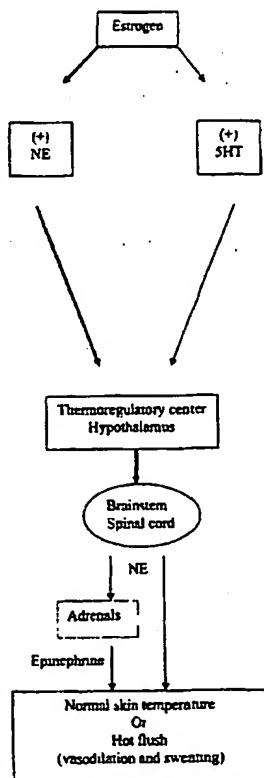 Estrogen
(+)
NE
(+)
5HT
Thermoregulatory center
Hypothalamus
Brainstem
Spinal cord
NE
Adrenals
Epinephrine
Normal skin temperature
Or
Hot flush
(vasodilation and sweating)